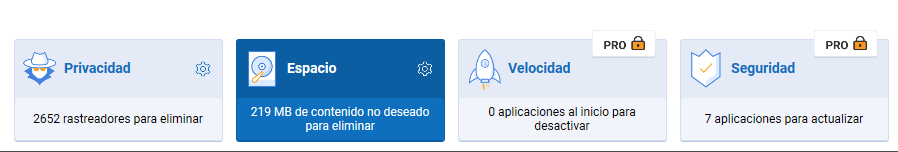 PRO
PRO
Privacidad
Espacio
Velocidad
Seguridad
2652 rastreadores para eliminar
219 MB de contenido no deseado
para eliminar
0 aplicaciones al inicio para
desactivar
7 aplicaciones para actualizar